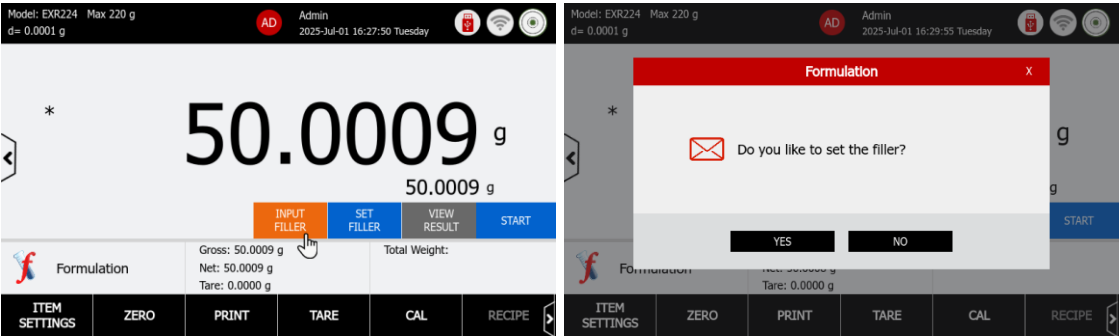 Model: EXR224 Max 220 g
d= 0.0001 g
AD
Admin
2025-Jul-01 16:27:50 Tuesday
*
50.0009 g
50.0009 g
INPUT
FILLER
SET
FILLER
VIEW
RESULT
START
Formulation
Gross: 50.0009 g
Net: 50.0009 g
Tare: 0.0000 g
Total Weight:
ITEM
SETTINGS
ZERO
PRINT
TARE
CAL
RECIPE
Model: EXR224 Max 220 g
d= 0.0001 g
AD
Admin
2025-Jul-01 16:29:55 Tuesday
Formulation
X
*
g
Do you like to set the filler?
g
YES
NO
START
Formulation
Net: 50.0009 g
Tare: 0.0000 g
ITEM
SETTINGS
ZERO
PRINT
TARE
CAL
RECIPE